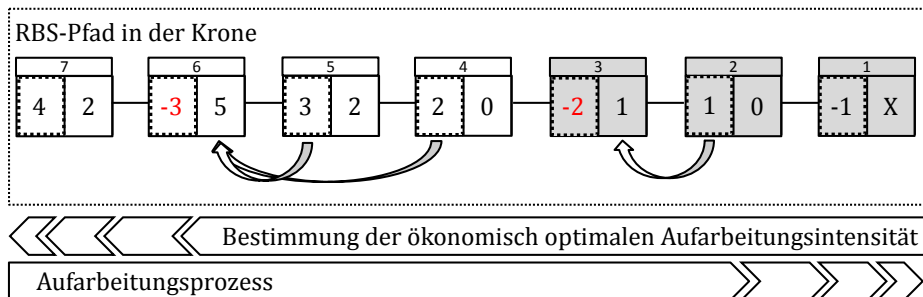 RBS-Pfad in der Krone
7 6 5 4 3 2 1
4 2 -3 5 3 2 2 0 -2 1 1 0 -1 X
Bestimmung der ökonomisch optimalen Aufarbeitungsintensität
Aufarbeitungsprozess